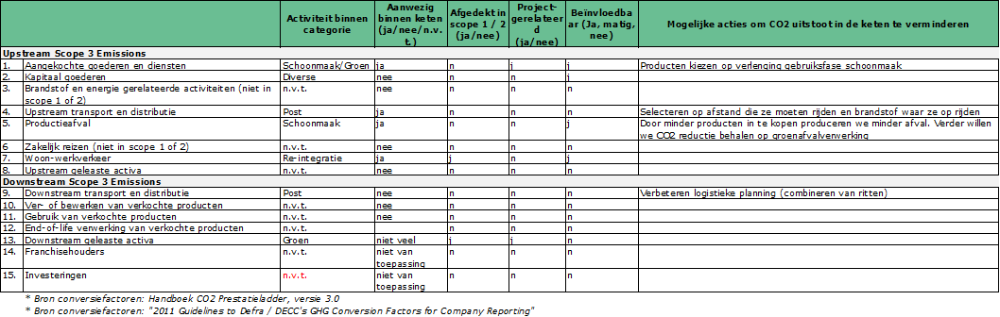 Activiteit binnen categorie
Aanwezig binnen keten (ja/nee/n.v.t.)
Afgedekt in scope 1 / 2 (ja/nee)
Project-gerelateerd (ja/nee)
Beïnvloedbaar (Ja, matig, nee)
Mogelijke acties om CO2 uitstoot in de keten te verminderen
Upstream Scope 3 Emissions
1. Aangekochte goederen en diensten Schoonmaak/Groen ja n j j Producten kiezen op verlenging gebruiksfase schoonmaak
2. Kapitaal goederen Diverse nee n n j
3. Brandstof en energie gerelateerde activiteiten (niet in n.v.t. nee n n n
scope 1 of 2)
4. Upstream transport en distributie Post ja n n n Selecteren op afstand die ze moeten rijden en brandstof waar ze op rijden
5. Productieafval Schoonmaak ja n n j Door minder producten in te kopen produceren we minder afval. Verder willen
we CO2 reductie behalen op groenafvalverwerking
6 Zakelijk reizen (niet in scope 1 of 2) n.v.t. nee n n n
7. Woon-werkverkeer Re-integratie ja j n j
8. Upstream geleaste activa n.v.t. nee n n n
Downstream Scope 3 Emissions
9. Downstream transport en distributie Post nee n n n Verbeteren logistieke planning (combineren van ritten)
10. Ver- of bewerken van verkochte producten n.v.t. nee n n n
11. Gebruik van verkochte producten n.v.t. nee n n n
12. End-of-life verwerking van verkochte producten n.v.t. n n n
13. Downstream geleaste activa Groen niet veel j j n
14. Franchisehouders n.v.t. niet van n n n
toepassing
15. Investeringen n.v.t. niet van n n n
toepassing
* Bron conversiefactoren: Handboek CO2 Prestatieladder, versie 3.0
* Bron conversiefactoren: "2011 Guidelines to Defra / DECC's GHG Conversion Factors for Company Reporting"